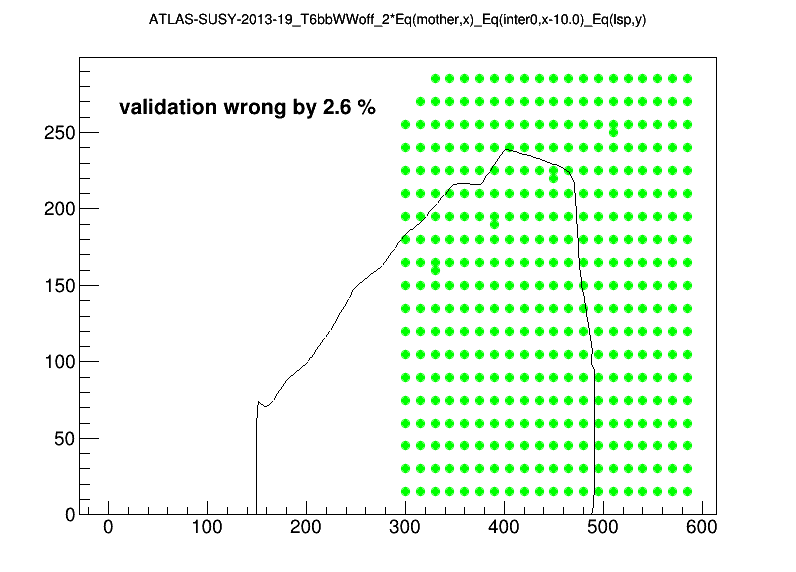 ATLAS-SUSY-2013-19_T6bbWWoff_2*Eq(mother,x)_Eq(inter0,x-10.0)_Eq(lsp,y)
validation wrong by 2.6 %
250
200
150
100
50
0
0 100 200 300 400 500 600